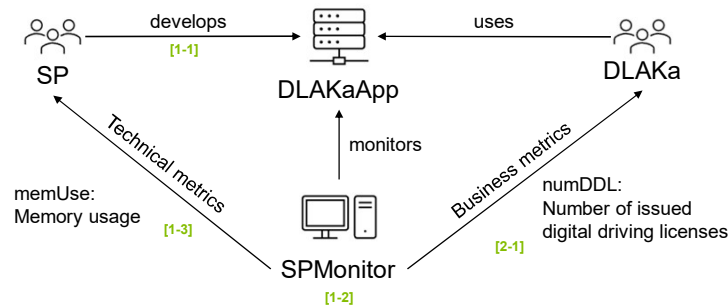 develops
uses
[1-1]
SP
DLAKaApp
DLAKa
Technical metrics
monitors
Business metrics
memUse:
Memory usage
[1-3]
numDDL:
Number of issued
digital driving licenses
[2-1]
SPMonitor
[1-2]